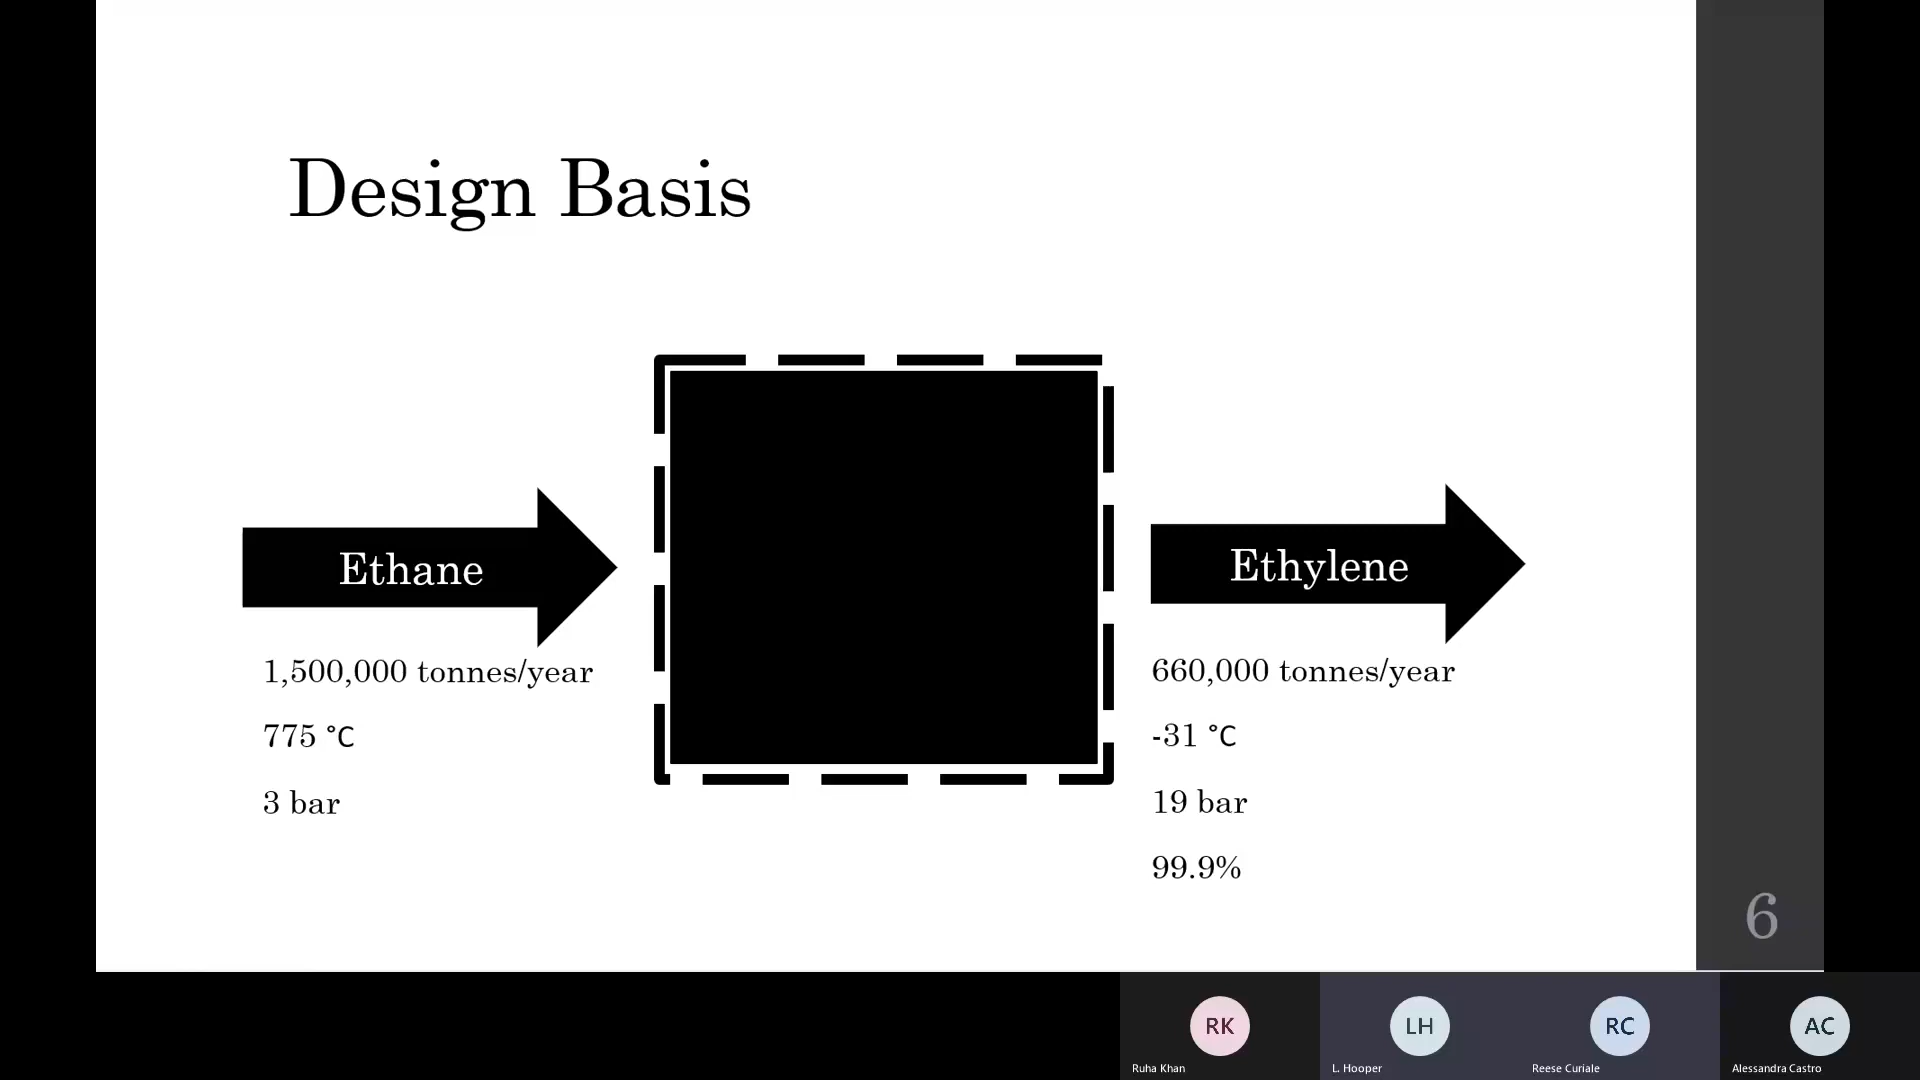 Design Basis
Ethane
Ethylene
1,500,000 tonnes/year
775 °C
3 bar
660,000 tonnes/year
-31 °C
19 bar
99.9%
6
RK
LH
RC
AC
Ruha Khan
L. Hooper
Reese Curiale
Alessandra Castro